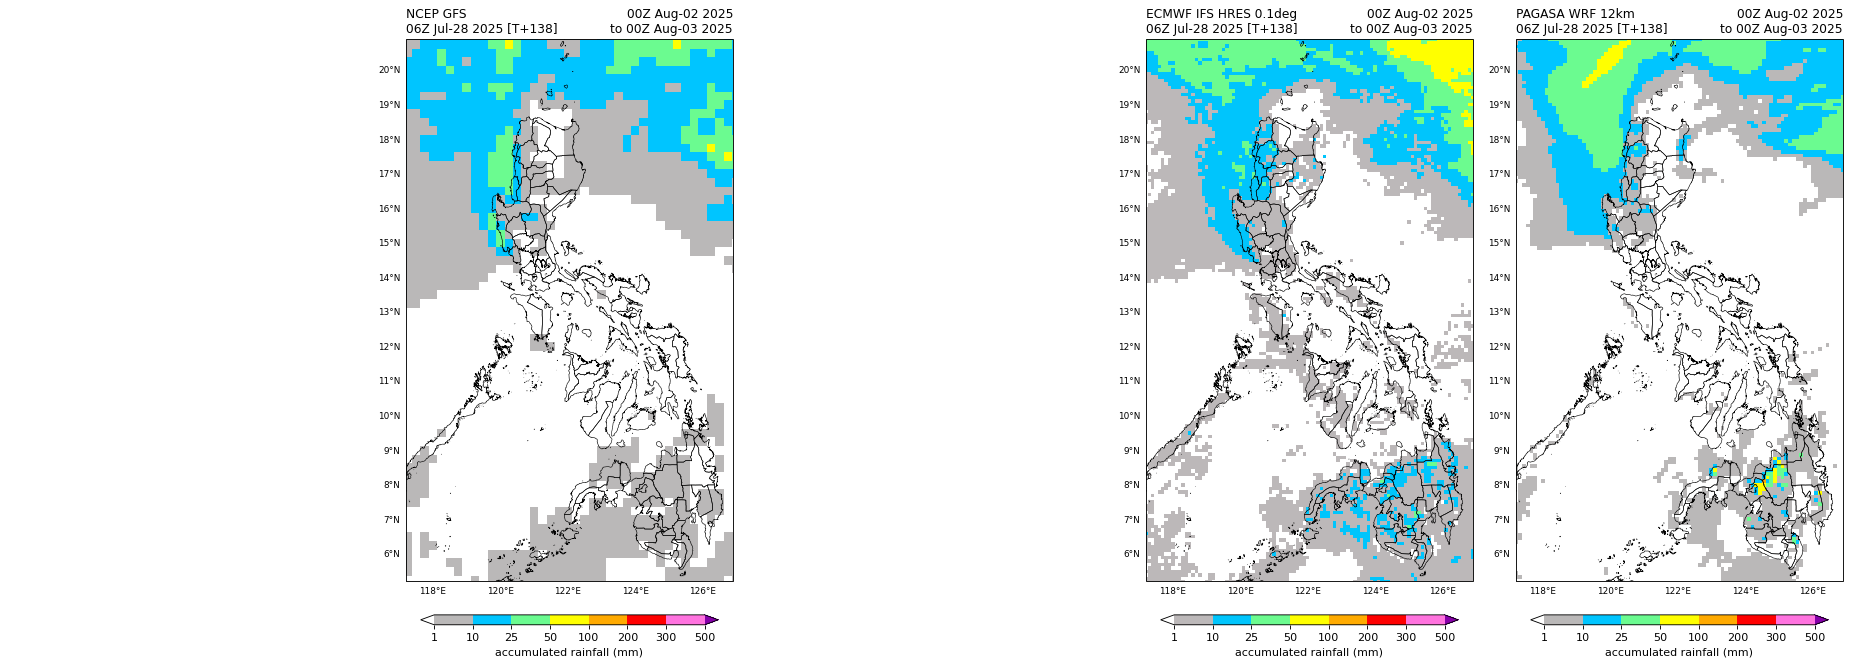 NCEP GFS 00Z Aug-02 2025
06Z Jul-28 2025 [T+138] to 00Z Aug-03 2025
20°N
19°N
18°N
17°N
16°N
15°N
14°N
13°N
12°N
11°N
10°N
9°N
8°N
7°N
6°N
118°E 120°E 122°E 124°E 126°E
1 10 25 50 100 200 300 500
accumulated rainfall (mm)
ECMWF IFS HRES 0.1deg 00Z Aug-02 2025
06Z Jul-28 2025 [T+138] to 00Z Aug-03 2025
20°N
19°N
18°N
17°N
16°N
15°N
14°N
13°N
12°N
11°N
10°N
9°N
8°N
7°N
6°N
118°E 120°E 122°E 124°E 126°E
1 10 25 50 100 200 300 500
accumulated rainfall (mm)
PAGASA WRF 12km 00Z Aug-02 2025
06Z Jul-28 2025 [T+138] to 00Z Aug-03 2025
20°N
19°N
18°N
17°N
16°N
15°N
14°N
13°N
12°N
11°N
10°N
9°N
8°N
7°N
6°N
118°E 120°E 122°E 124°E 126°E
1 10 25 50 100 200 300 500
accumulated rainfall (mm)